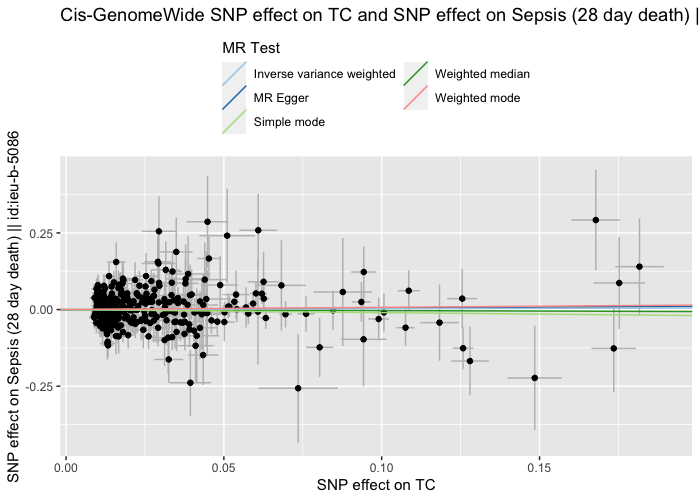 Cis-GenomeWide SNP effect on TC and SNP effect on Sepsis (28 day death) |
MR Test
Inverse variance weighted
MR Egger
Simple mode
Weighted median
Weighted mode
SNP effect on Sepsis (28 day death) || id:ieu-b-5086
0.25
0.00
-0.25
0.00
0.05
0.10
0.15
SNP effect on TC